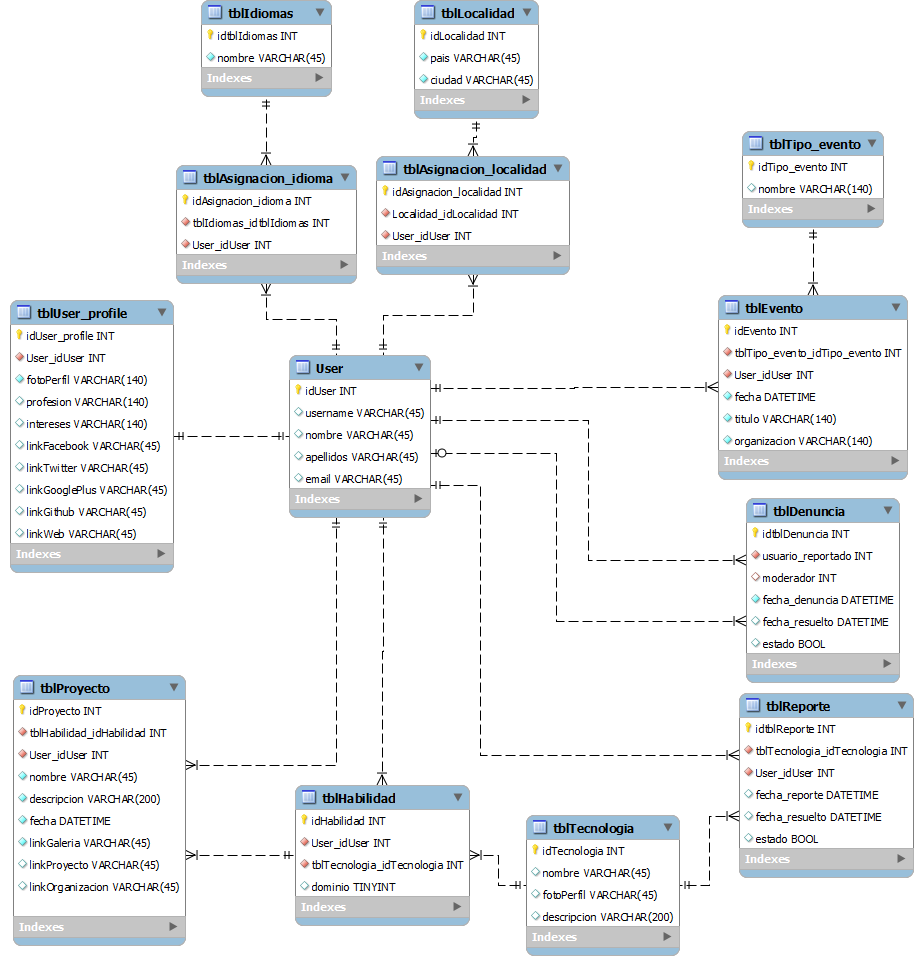 tblIdiomas
idtblIdiomas INT
nombre VARCHAR(45)
Indexes
tblLocalidad
idLocalidad INT
pais VARCHAR(45)
ciudad VARCHAR(45)
Indexes
tblTipo_evento
idTipo_evento INT
nombre VARCHAR(140)
Indexes
tblAsignacion_idioma
idAsignacion_idioma INT
tblIdiomas_idtblIdiomas INT
User_idUser INT
Indexes
tblAsignacion_localidad
idAsignacion_localidad INT
Localidad_idLocalidad INT
User_idUser INT
Indexes
tblUser_profile
idUser_profile INT
User_idUser INT
fotoPerfil VARCHAR(140)
profesion VARCHAR(140)
intereses VARCHAR(140)
linkFacebook VARCHAR(45)
linkTwitter VARCHAR(45)
linkGooglePlus VARCHAR(45)
linkGithub VARCHAR(45)
linkWeb VARCHAR(45)
Indexes
User
idUser INT
username VARCHAR(45)
nombre VARCHAR(45)
apellidos VARCHAR(45)
email VARCHAR(45)
Indexes
tblEvento
idEvento INT
tblTipo_evento_idTipo_evento INT
User_idUser INT
fecha DATETIME
titulo VARCHAR(140)
organizacion VARCHAR(140)
Indexes
tblDenuncia
idtblDenuncia INT
usuario_reportado INT
moderador INT
fecha_denuncia DATETIME
fecha_resuelto DATETIME
estado BOOL
Indexes
tblProyecto
idProyecto INT
tblHabilidad_idHabilidad INT
User_idUser INT
nombre VARCHAR(45)
descripcion VARCHAR(200)
fecha DATETIME
linkGaleria VARCHAR(45)
linkProyecto VARCHAR(45)
linkOrganizacion VARCHAR(45)
Indexes
tblHabilidad
idHabilidad INT
User_idUser INT
tblTecnologia_idTecnologia INT
dominio TINYINT
Indexes
tblTecnologia
idTecnologia INT
nombre VARCHAR(45)
fotoPerfil VARCHAR(45)
descripcion VARCHAR(200)
Indexes
tblReporte
idtblReporte INT
tblTecnologia_idTecnologia INT
User_idUser INT
fecha_reporte DATETIME
fecha_resuelto DATETIME
estado BOOL
Indexes